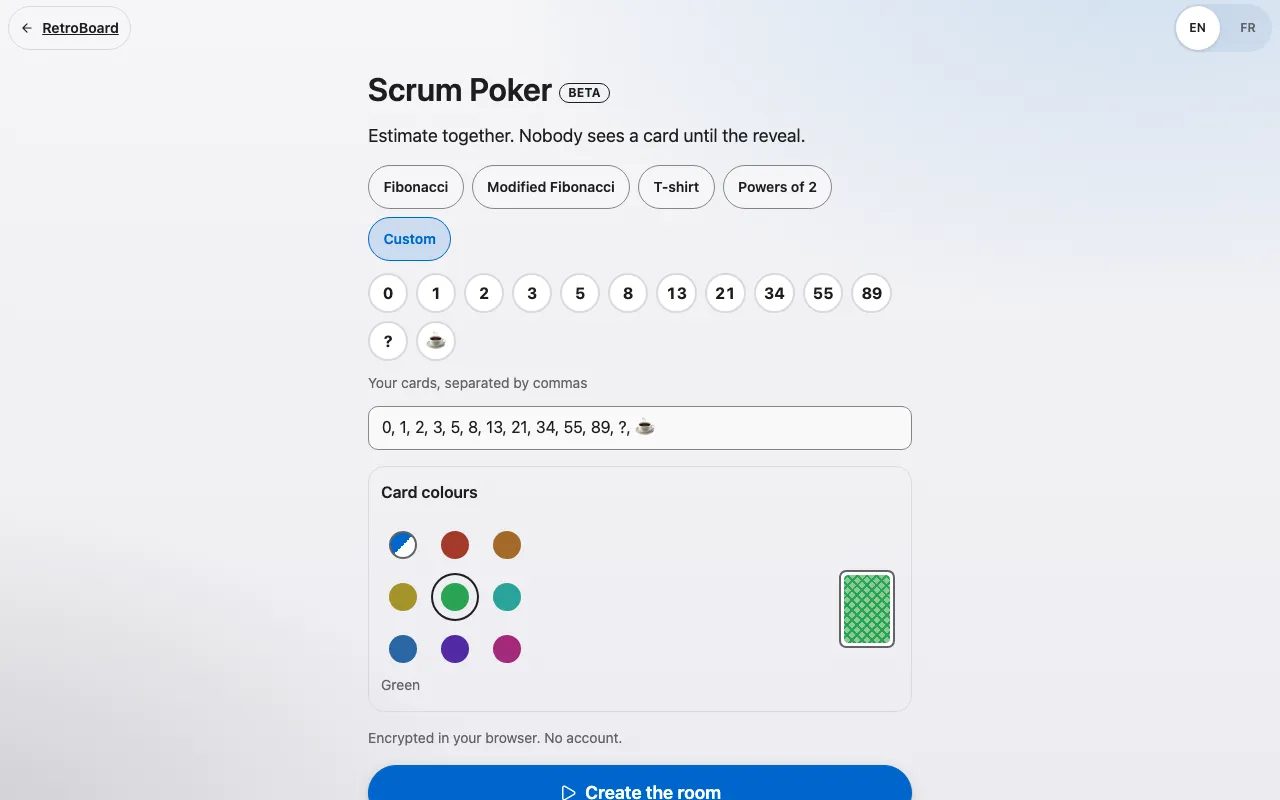 ← RetroBoard
EN FR
Scrum Poker BETA
Estimate together. Nobody sees a card until the reveal.
Fibonacci Modified Fibonacci T-shirt Powers of 2
Custom
0 1 2 3 5 8 13 21 34 55 89
? ☕
Your cards, separated by commas
0, 1, 2, 3, 5, 8, 13, 21, 34, 55, 89, ?, ☕
Card colours
Green
Encrypted in your browser. No account.
Create the room